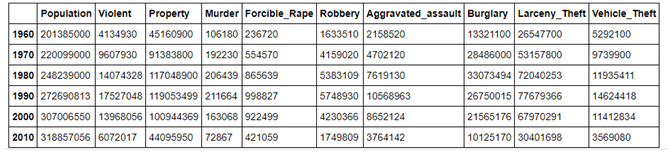 Population Violent Property Murder Forcible_Rape Robbery Aggravated_assault Burglary Larceny_Theft Vehicle_Theft
1960 201385000 4134930 45160900 106180 236720 1633510 2158520 13321100 26547700 5292100
1970 220099000 9607930 91383800 192230 554570 4159020 4702120 28486000 53157800 9739900
1980 248239000 14074328 117048900 206439 865639 5383109 7619130 33073494 72040253 11935411
1990 272690813 17527048 119053499 211664 998827 5748930 10568963 26750015 77679366 14624418
2000 307006550 13968056 100944369 163068 922499 4230366 8652124 21565176 67970291 11412834
2010 318857056 6072017 44095950 72867 421059 1749809 3764142 10125170 30401698 3569080